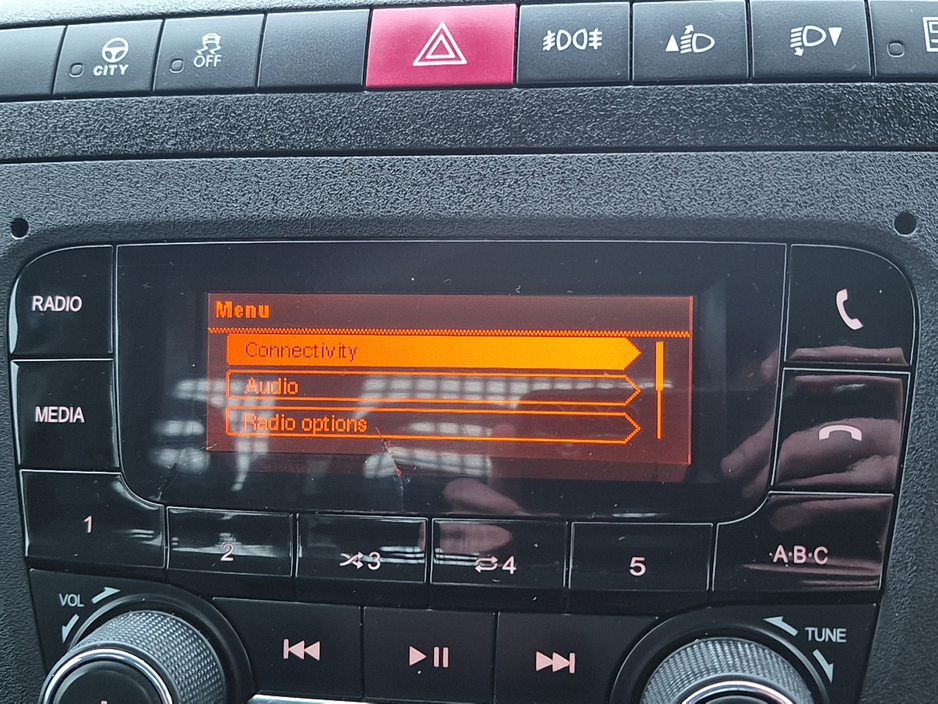 CITY
OFF
RADIO
MEDIA
Menu
Connectivity
Audio
Radio options
1
2
3
4
5
A·B·C
VOL
TUNE